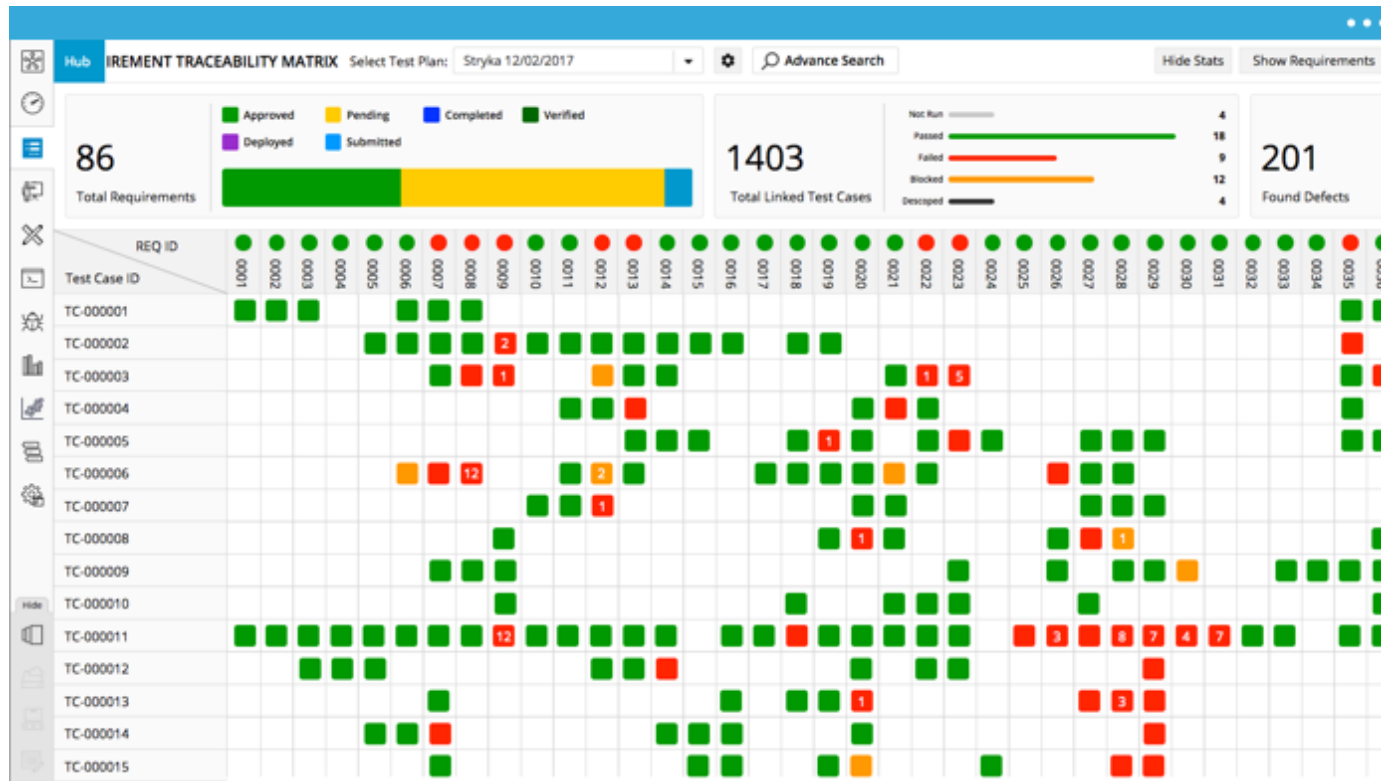 Hub IREMENT TRACEABILITY MATRIX Select Test Plan: Stryka 12/02/2017 Advance Search Hide Stats Show Requirements
86
Total Requirements
Approved Pending Completed Verified
Deployed Submitted
1403
Total Linked Test Cases
Not Run 4
Passed 18
Failed 9
Blocked 12
Descoped 4
201
Found Defects
REQ ID
Test Case ID
0001 0002 0003 0004 0005 0006 0007 0008 0009 0010 0011 0012 0013 0014 0015 0016 0017 0018 0019 0020 0021 0022 0023 0024 0025 0026 0027 0028 0029 0030 0031 0032 0033 0034 0035
TC-000001
TC-000002 2
TC-000003 1 1 5
TC-000004
TC-000005 1
TC-000006 12 2
TC-000007 1
TC-000008 1 1
TC-000009
Hide
TC-000010
TC-000011 12 3 8 7 4 7
TC-000012
TC-000013 1 3
TC-000014
TC-000015